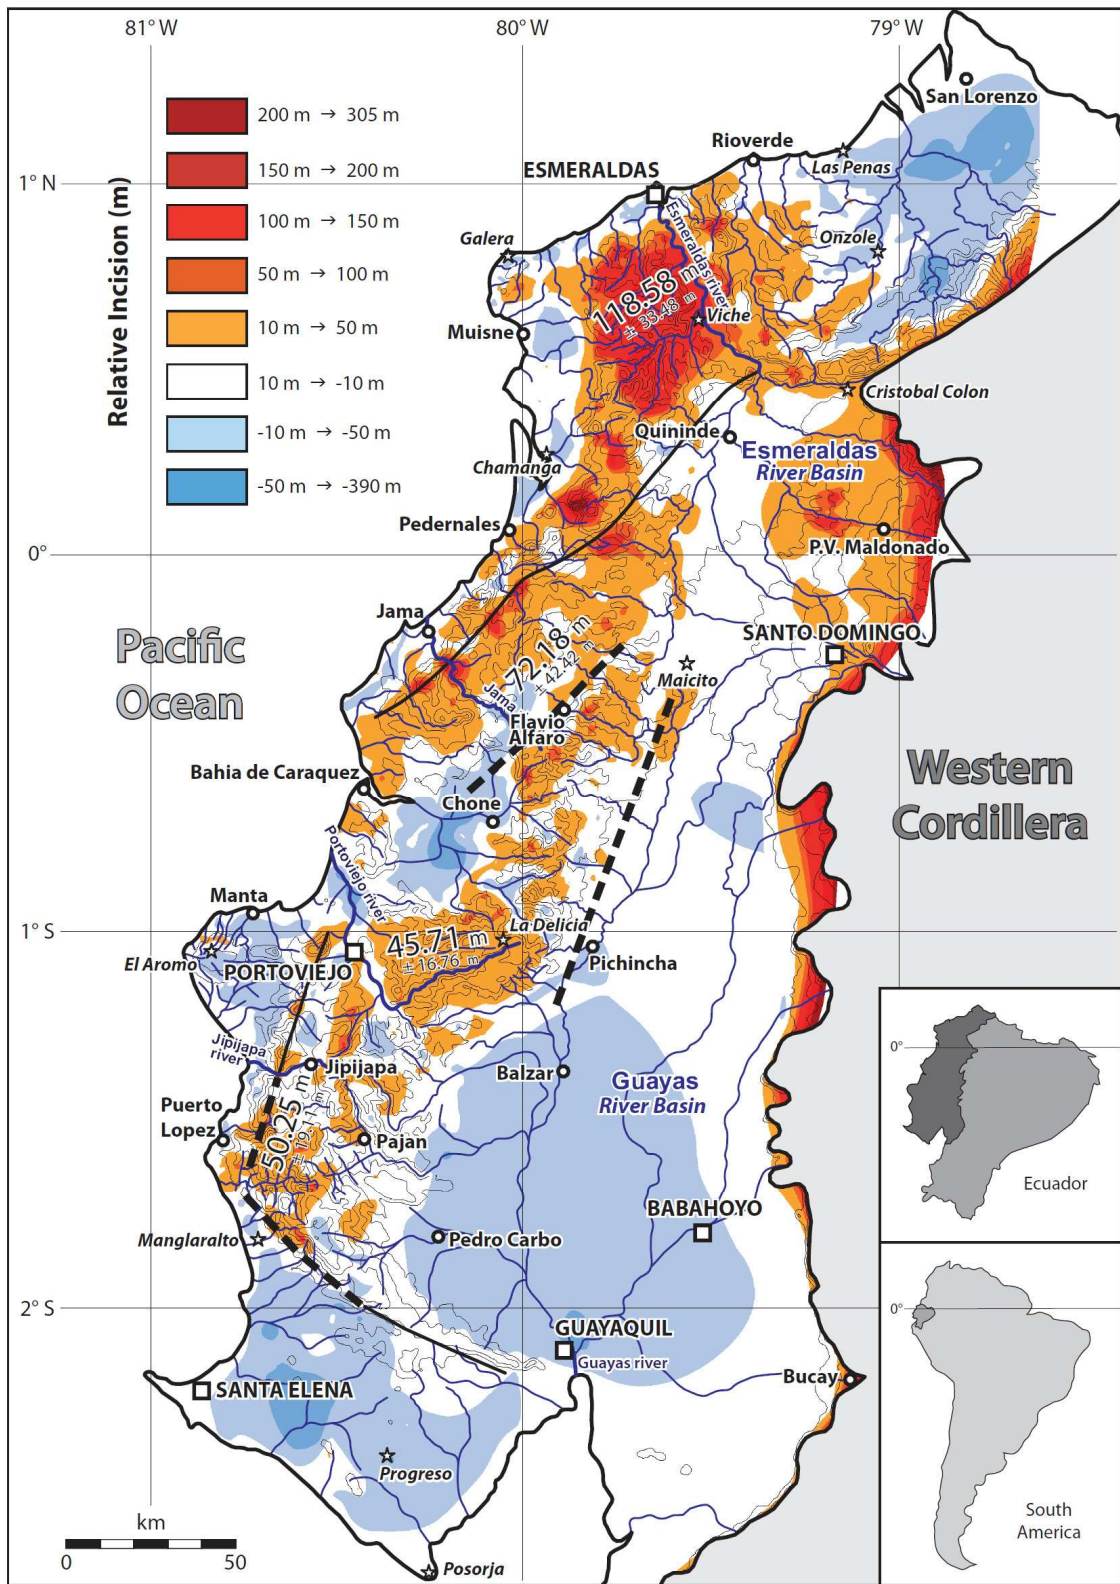 81° W
80° W
79° W
Relative Incision (m)
200 m → 305 m
150 m → 200 m
100 m → 150 m
50 m → 100 m
10 m → 50 m
10 m → -10 m
-10 m → -50 m
-50 m → -390 m
San Lorenzo
Rioverde
Las Penas
ESMERALDAS
1° N
Galera
Onzole
Esmeraldas river
118.58 m
± 33.48 m
Viche
Muisne
Cristobal Colon
Quininde
Esmeraldas
River Basin
Chamanga
Pedernales
P.V. Maldonado
0°
Jama
SANTO DOMINGO
Pacific
Ocean
72.18 m
± 42.42 m
Maicito
Jama
Flavio
Alfaro
Western
Cordillera
Bahia de Caraquez
Chone
Portoviejo river
Manta
La Delicia
1° S
45.71 m
± 16.76 m
El Aromo
PORTOVIEJO
Pichincha
Jipijapa
river
Jipijapa
Balzar
Guayas
River Basin
Puerto
Lopez
50.25 m
± 19.11 m
Pajan
BABAHOYO
Manglaralto
Pedro Carbo
2° S
GUAYAQUIL
Guayas river
Bucay
SANTA ELENA
Progreso
km
0
50
Posorja
0°
Ecuador
0°
South
America